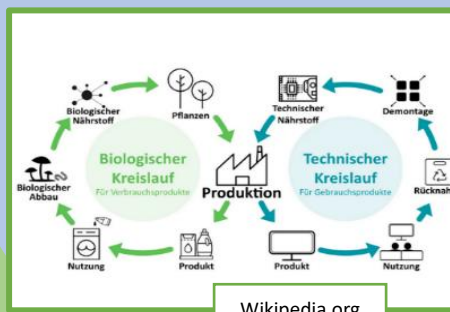 Biologischer
Nährstoff
Pflanzen
Technischer
Nährstoff
Demontage
Biologischer
Kreislauf
Für Verbrauchsprodukte
Technischer
Kreislauf
Für Gebrauchsprodukte
Biologischer
Abbau
Produktion
Rücknah
Nutzung
Produkt
Produkt
Nutzung
Wikipedia.org